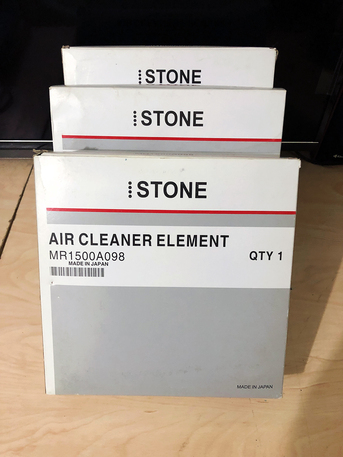 STONE
STONE
STONE
AIR CLEANER ELEMENT
MR1500A098 QTY 1
MADE IN JAPAN
MADE IN JAPAN